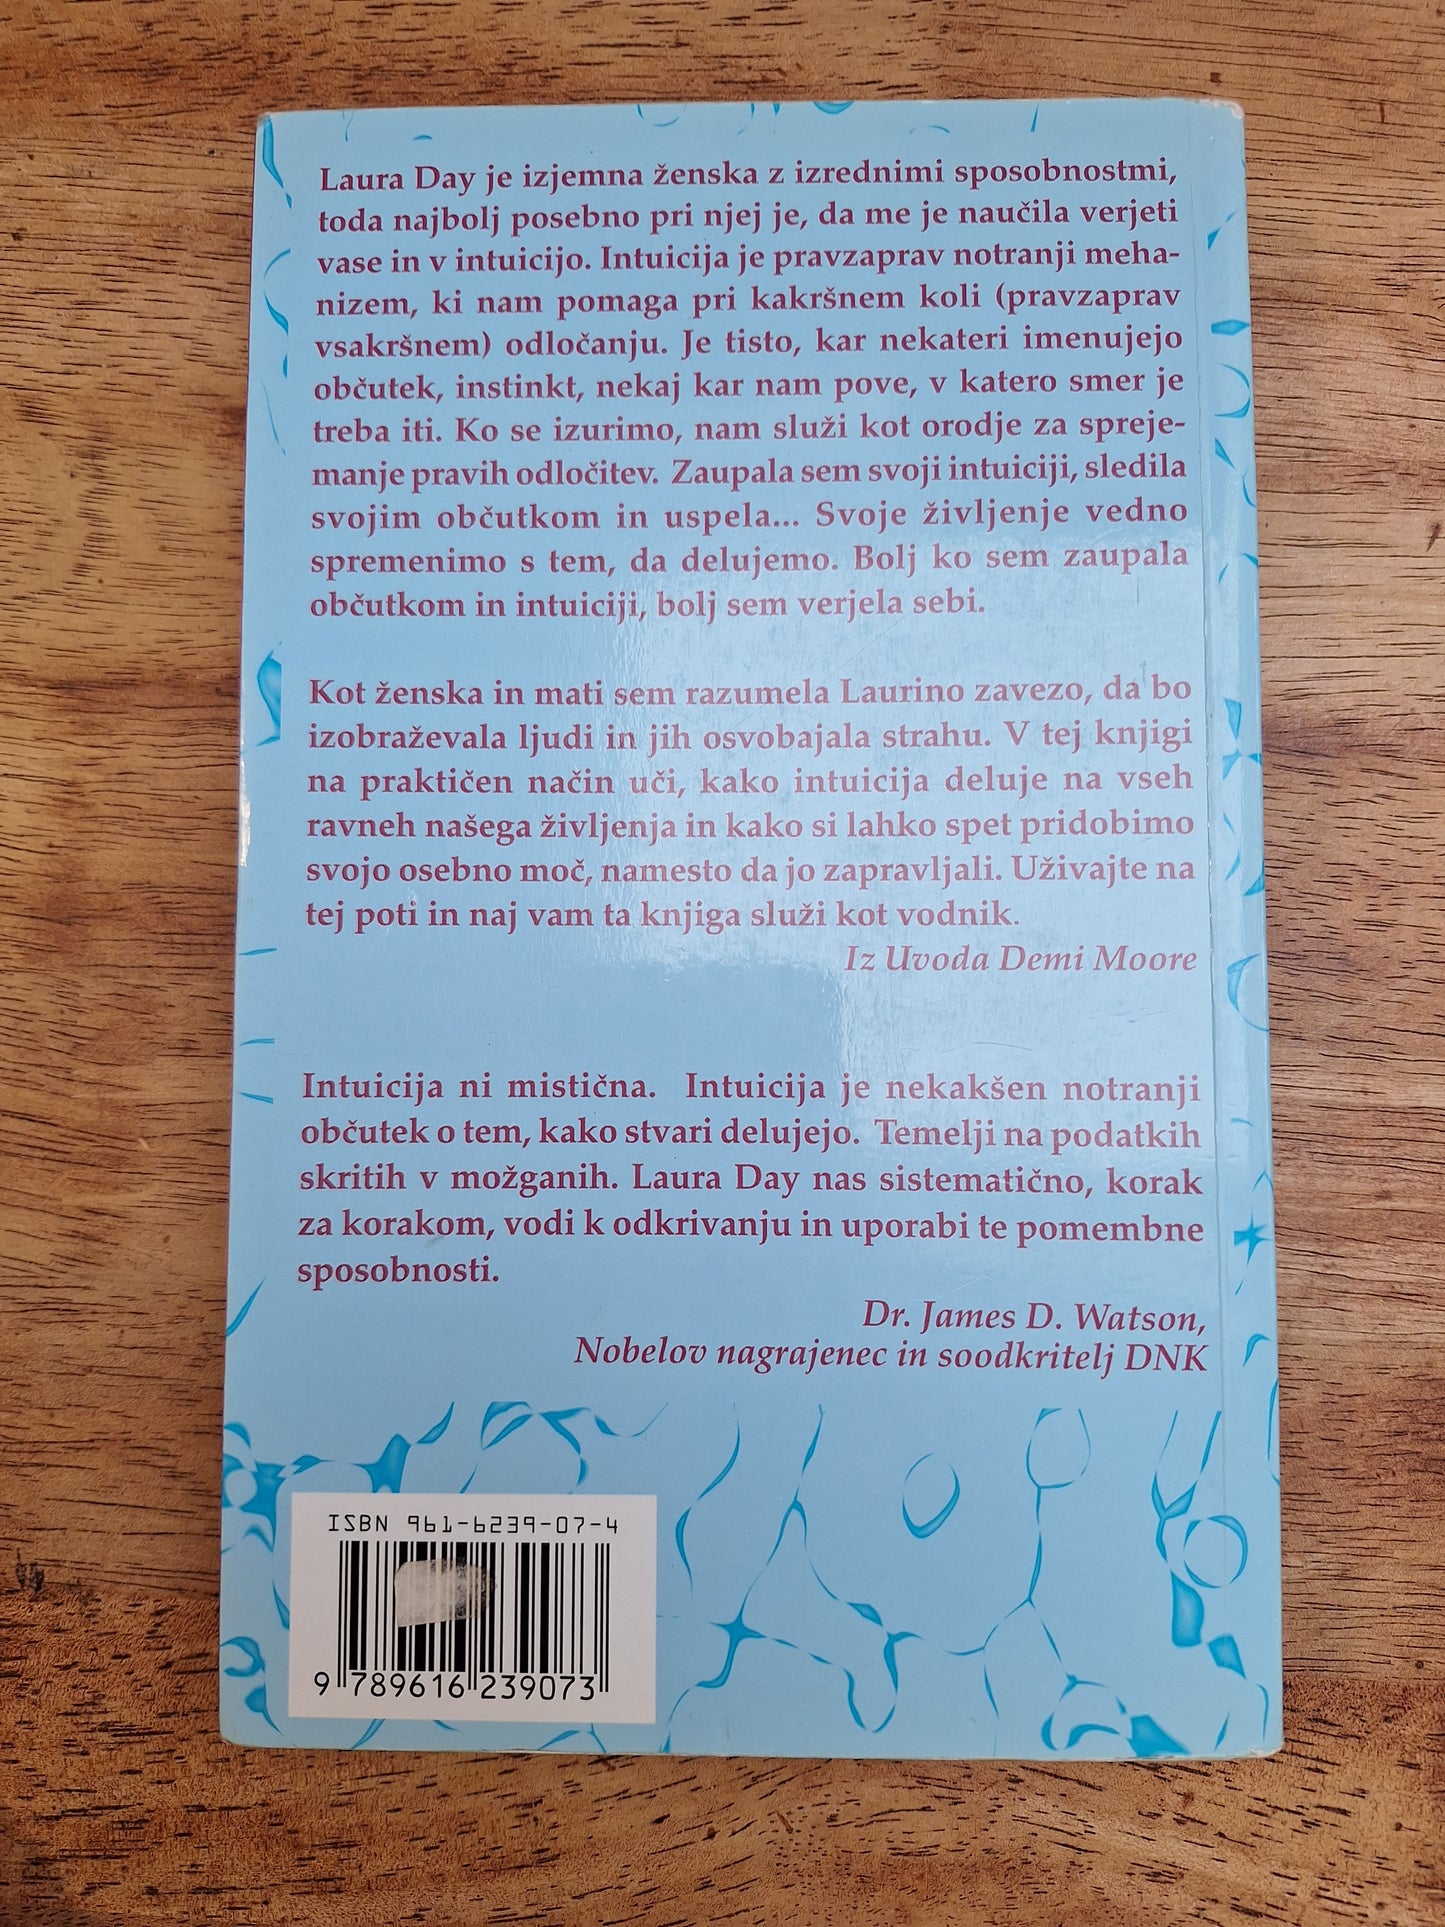 Laura Day je izjemna ženska z izrednimi sposobnostmi,
toda najbolj posebno pri njej je, da me je naučila verjeti
vase in v intuicijo. Intuicija je pravzaprav notranji meha-
nizem, ki nam pomaga pri kakršnem koli (pravzaprav
vsakršnem) odločanju. Je tisto, kar nekateri imenujejo
občutek, instinkt, nekaj kar nam pove, v katero smer je
treba iti. Ko se izurimo, nam služi kot orodje za spreje-
manje pravih odločitev. Zaupala sem svoji intuiciji, sledila
svojim občutkom in uspela... Svoje življenje vedno
spremenimo s tem, da delujemo. Bolj ko sem zaupala
občutkom in intuiciji, bolj sem verjela sebi.
Kot ženska in mati sem razumela Laurino zavezo, da bo
izobraževala ljudi in jih osvobajala strahu. V tej knjigi
na praktičen način uči, kako intuicija deluje na vseh
ravneh našega življenja in kako si lahko spet pridobimo
svojo osebno moč, namesto da jo zapravljali. Uživajte na
tej poti in naj vam ta knjiga služi kot vodnik.
Iz Uvoda Demi Moore
Intuicija ni mistična. Intuicija je nekakšen notranji
občutek o tem, kako stvari delujejo. Temelji na podatkih
skritih v možganih. Laura Day nas sistematično, korak
za korakom, vodi k odkrivanju in uporabi te pomembne
sposobnosti.
Dr. James D. Watson,
Nobelov nagrajenec in soodkritelj DNK
ISBN 961-6239-07-4
9 789616 239073